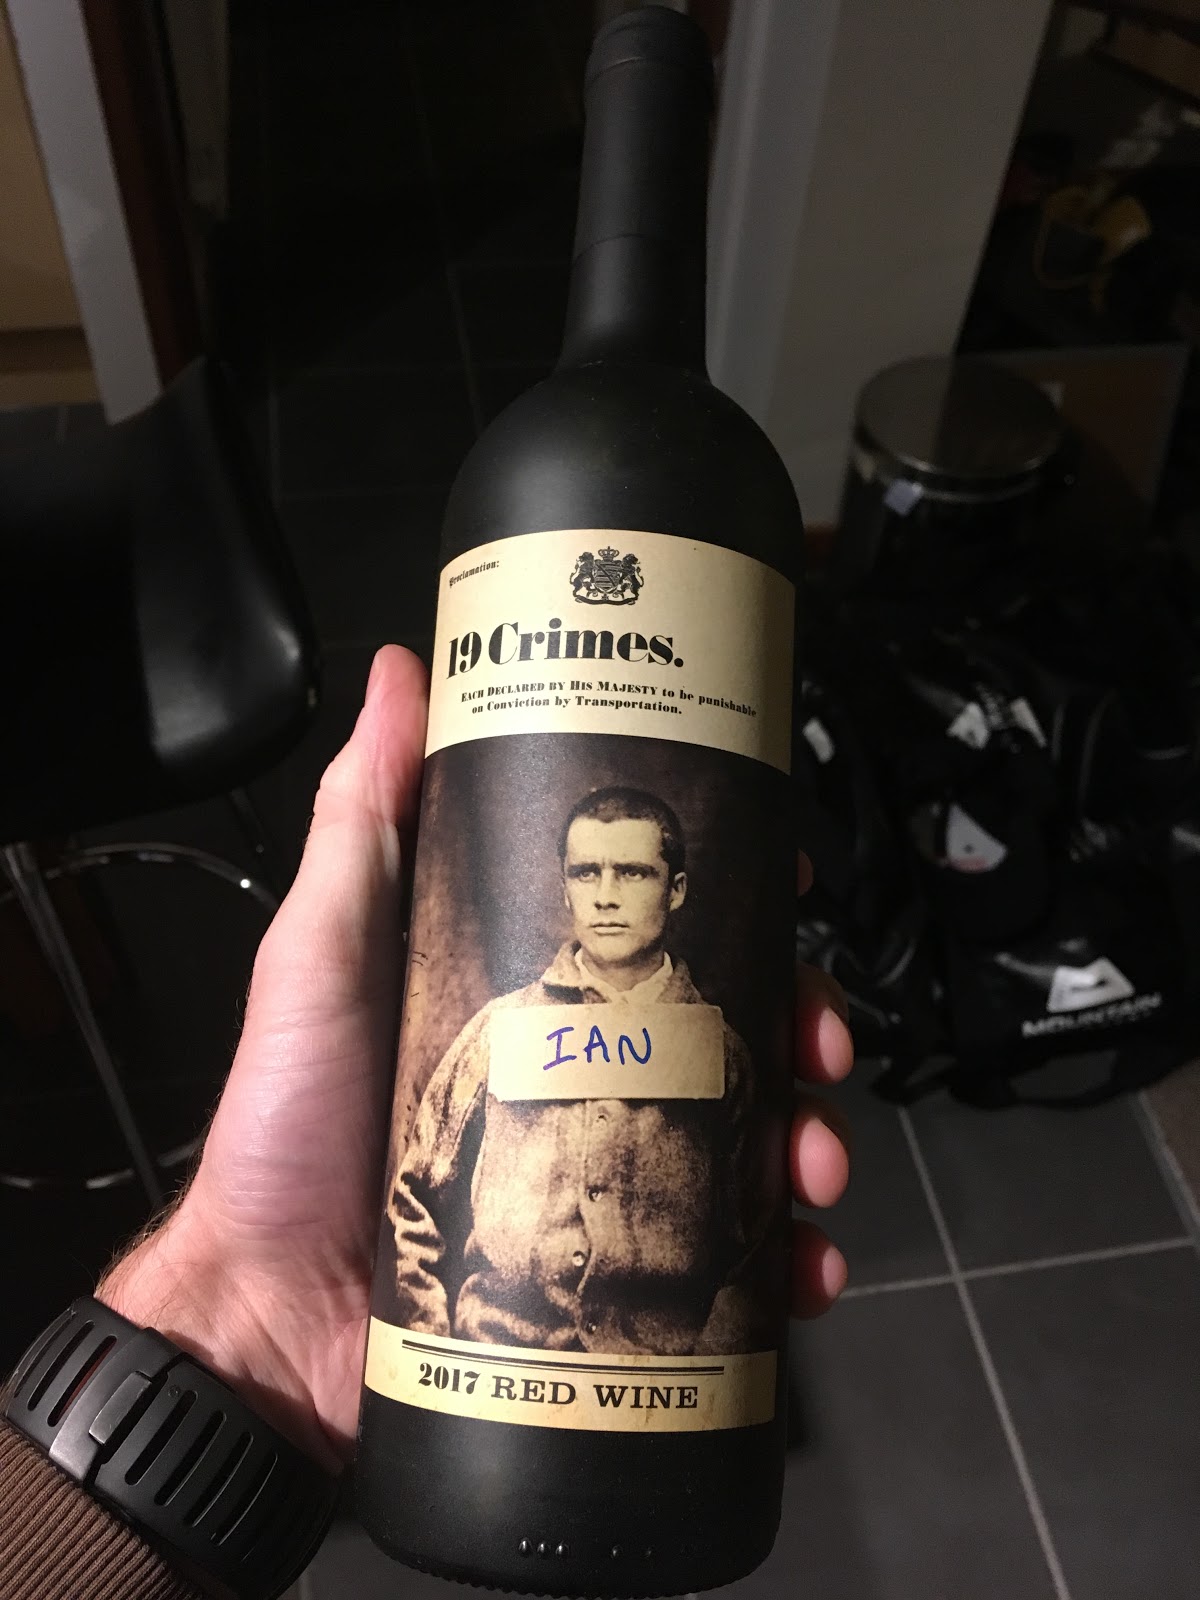 Proclamation:
19 Crimes.
EACH DECLARED BY HIS MAJESTY to be punishable
on Conviction by Transportation.
IAN
2017 RED WINE
MOUNTAIN